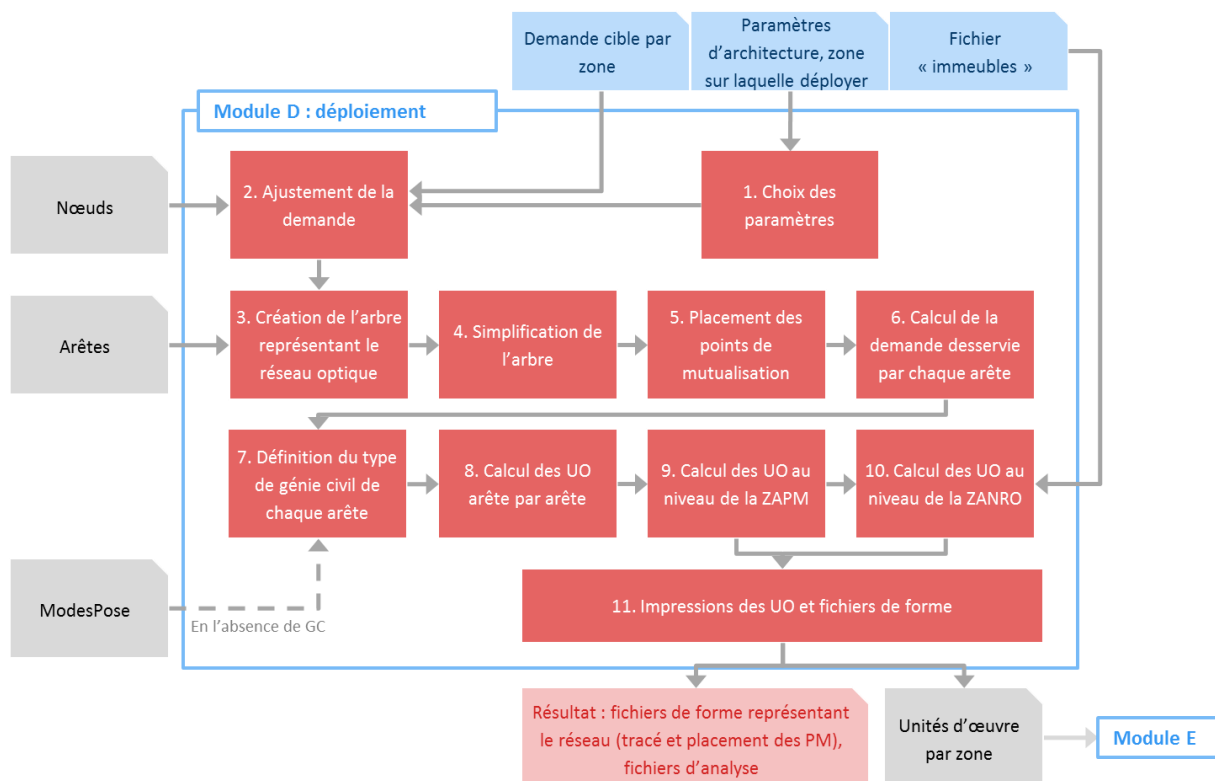 Demande cible par
zone
Paramètres
d’architecture, zone
sur laquelle déployer
Fichier
« immeubles »
Module D : déploiement
Nœuds
2. Ajustement de la
demande
1. Choix des
paramètres
Arêtes
3. Création de l’arbre
représentant le
réseau optique
4. Simplification de
l’arbre
5. Placement des
points de
mutualisation
6. Calcul de la
demande desservie
par chaque arête
7. Définition du type
de génie civil de
chaque arête
8. Calcul des UO
arête par arête
9. Calcul des UO au
niveau de la ZAPM
10. Calcul des UO au
niveau de la ZANRO
ModesPose
En l’absence de GC
11. Impressions des UO et fichiers de forme
Résultat : fichiers de forme représentant
le réseau (tracé et placement des PM),
fichiers d’analyse
Unités d’œuvre
par zone
Module E